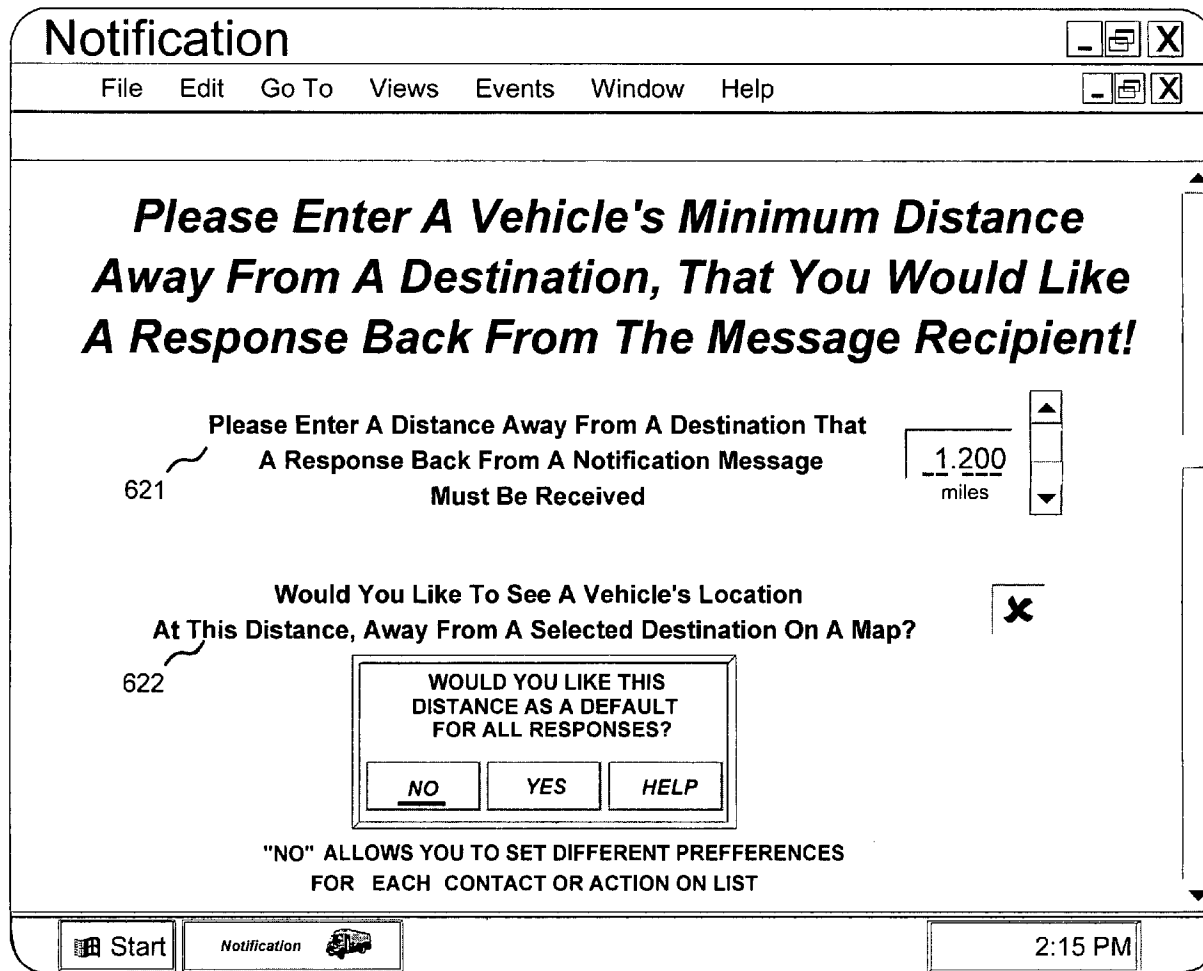 Notification
File Edit Go To Views Events Window Help
Please Enter A Vehicle's Minimum Distance
Away From A Destination, That You Would Like
A Response Back From The Message Recipient!
Please Enter A Distance Away From A Destination That
A Response Back From A Notification Message
Must Be Received
1.200
miles
621
Would You Like To See A Vehicle's Location
At This Distance, Away From A Selected Destination On A Map?
622
WOULD YOU LIKE THIS
DISTANCE AS A DEFAULT
FOR ALL RESPONSES?
NO YES HELP
"NO" ALLOWS YOU TO SET DIFFERENT PREFFERENCES
FOR EACH CONTACT OR ACTION ON LIST
Start Notification 2:15 PM